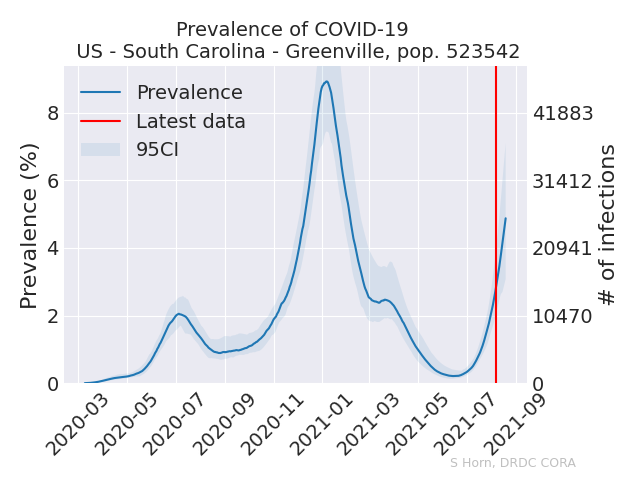 Prevalence of COVID-19
US - South Carolina - Greenville, pop. 523542
Prevalence
Latest data
95CI
Prevalence (%)
8
6
4
2
0
# of infections
41883
31412
20941
10470
0
2020-03
2020-05
2020-07
2020-09
2020-11
2021-01
2021-03
2021-05
2021-07
2021-09
S Horn, DRDC CORA